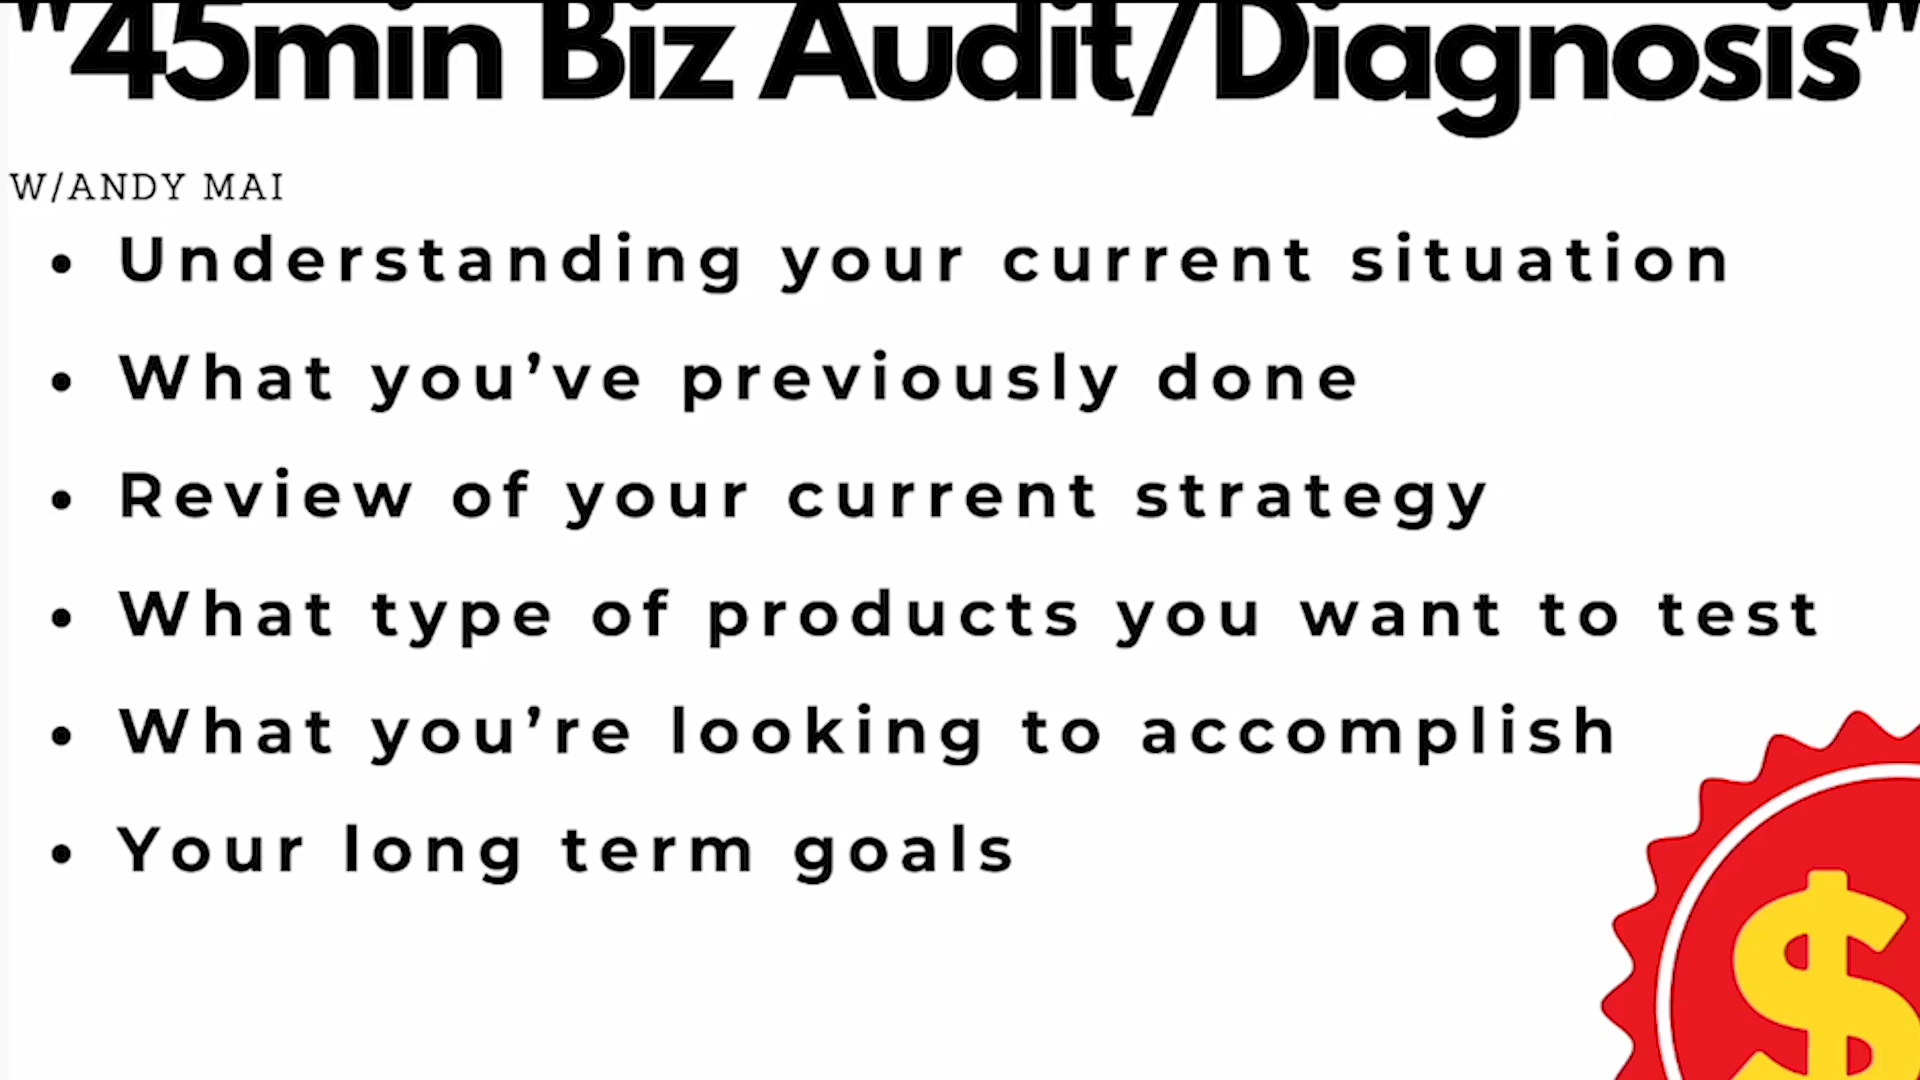 "45min Biz Audit/Diagnosis"
W/ANDY MAI
• Understanding your current situation
• What you’ve previously done
• Review of your current strategy
• What type of products you want to test
• What you’re looking to accomplish
• Your long term goals
$